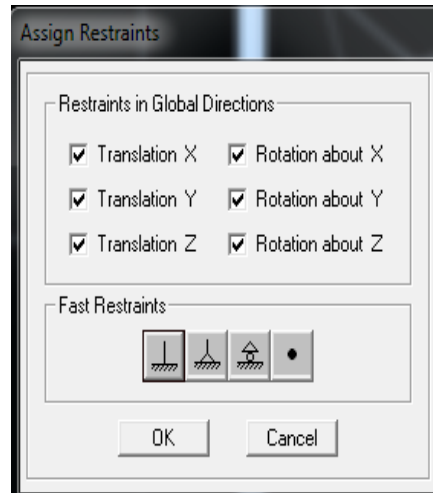 Assign Restraints
Restraints in Global Directions
Translation X Rotation about X
Translation Y Rotation about Y
Translation Z Rotation about Z
Fast Restraints
OK Cancel